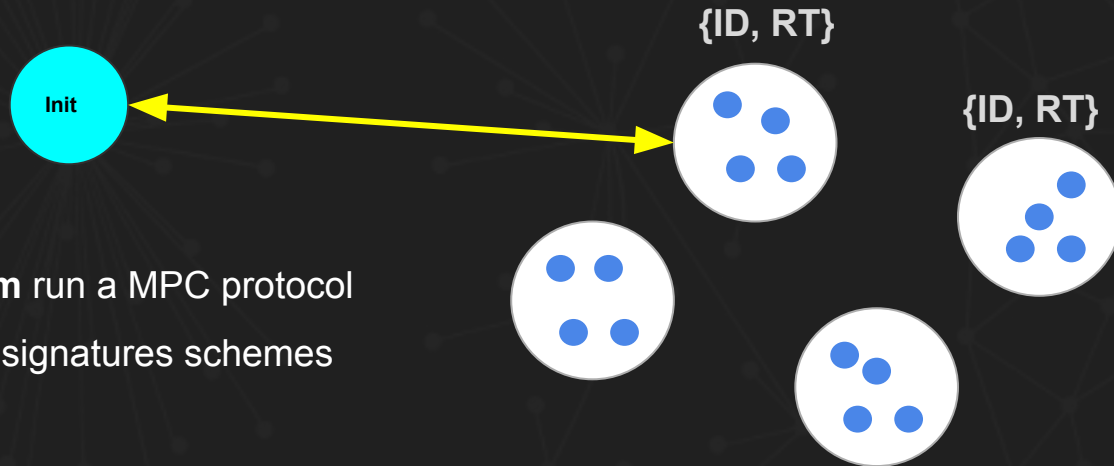 {ID, RT}
Init
{ID, RT}
run a MPC protocol
signatures schemes